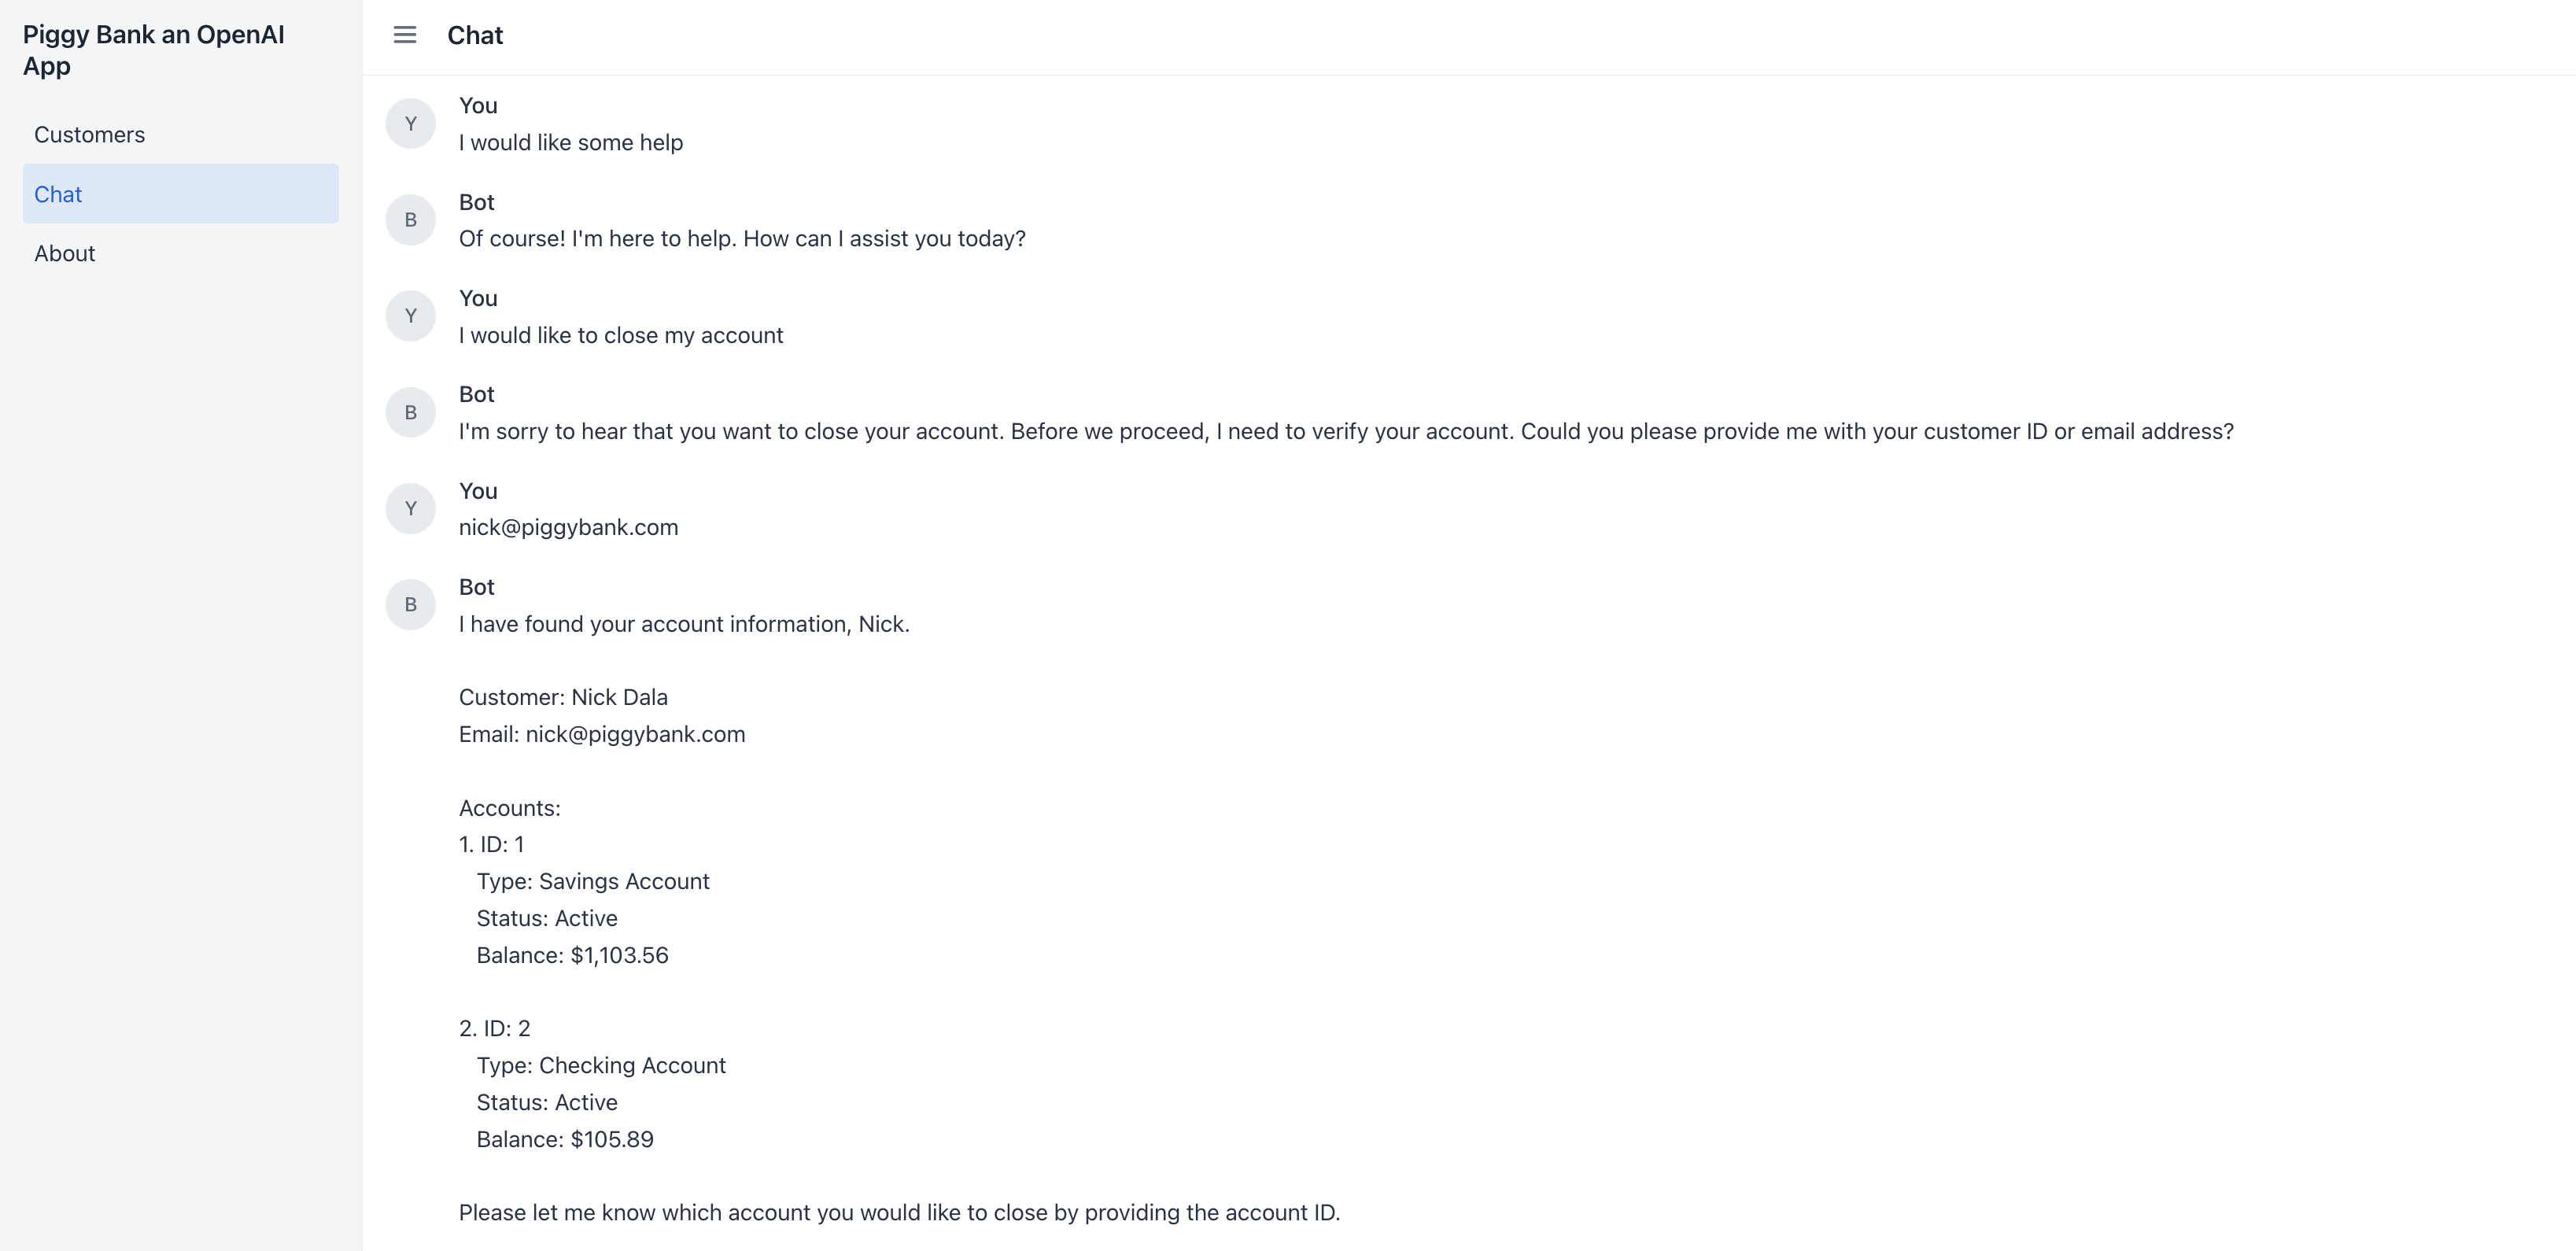 Piggy Bank an OpenAI
App
Customers
Chat
About
Chat
Y
You
I would like some help
B
Bot
Of course! I'm here to help. How can I assist you today?
Y
You
I would like to close my account
B
Bot
I'm sorry to hear that you want to close your account. Before we proceed, I need to verify your account. Could you please provide me with your customer ID or email address?
Y
You
nick@piggybank.com
B
Bot
I have found your account information, Nick.
Customer: Nick Dala
Email: nick@piggybank.com
Accounts:
1. ID: 1
Type: Savings Account
Status: Active
Balance: $1,103.56
2. ID: 2
Type: Checking Account
Status: Active
Balance: $105.89
Please let me know which account you would like to close by providing the account ID.